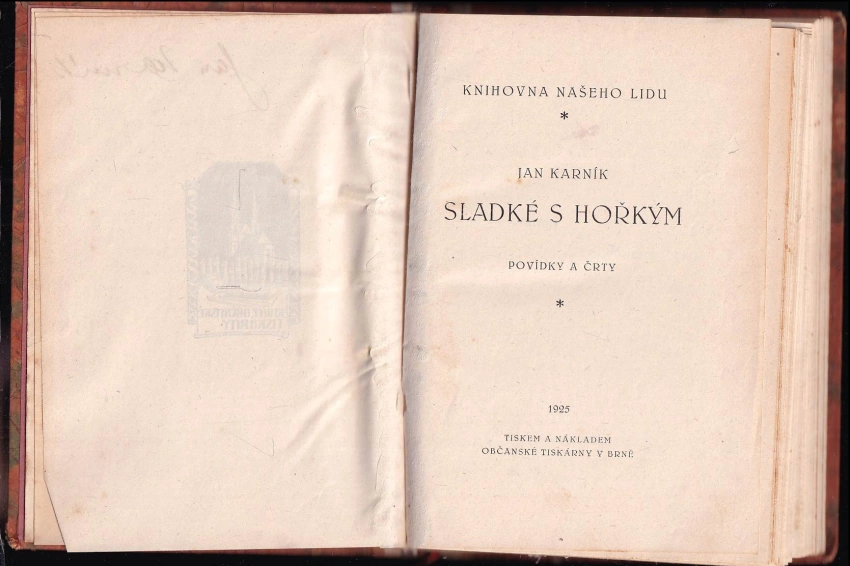 KNIHOVNA NAŠEHO LIDU
*
JAN KARNÍK
SLADKÉ S HOŘKÝM
POVÍDKY A ČRTY
*
1925
TISKEM A NÁKLADEM
OBČANSKÉ TISKÁRNY V BRNĚ